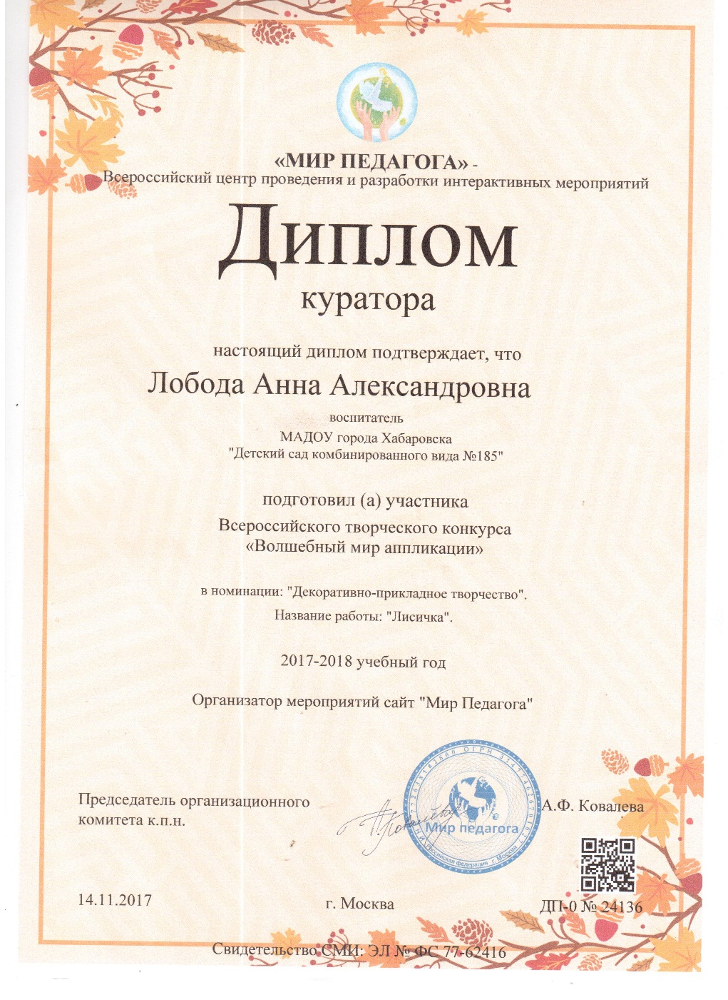 «МИР ПЕДАГОГА» -
Всероссийский центр проведения и разработки интерактивных мероприятий
Диплом
куратора
настоящий диплом подтверждает, что
Лобода Анна Александровна
воспитатель
МАДОУ города Хабаровска
"Детский сад комбинированного вида №185"
подготовил (а) участника
Всероссийского творческого конкурса
«Волшебный мир аппликации»
в номинации: "Декоративно-прикладное творчество".
Название работы: "Лисичка".
2017-2018 учебный год
Организатор мероприятий сайт "Мир Педагога"
Председатель организационного
комитета к.п.н.
Мир педагога
Российская федерация г. Москва
А.Ф. Ковалева
14.11.2017
г. Москва
ДП-0 № 24136
Свидетельство СМИ: ЭЛ № ФС 77-62416